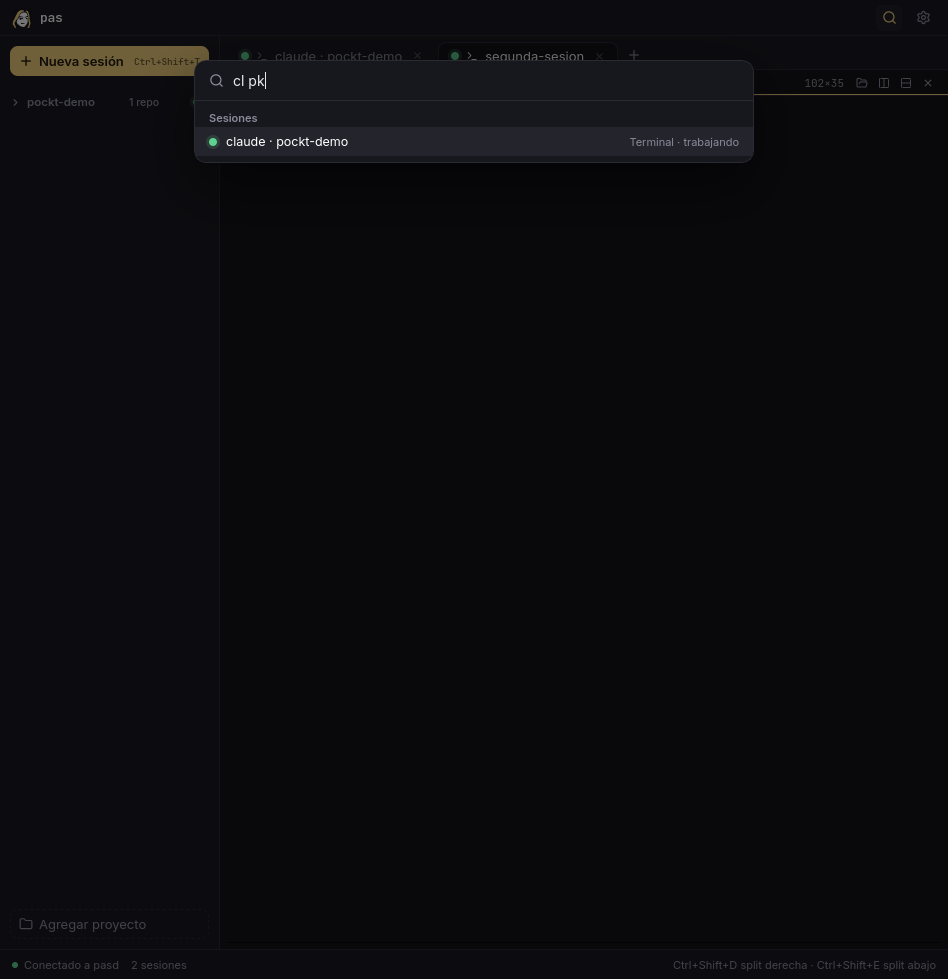 pas
Nueva sesión Ctrl+Shift+T
claude · pockt-demo
segunda-sesion
cl pk
pockt-demo 1 repo
102×35
Sesiones
claude · pockt-demo Terminal · trabajando
Agregar proyecto
Conectado a pasd 2 sesiones
Ctrl+Shift+D split derecha · Ctrl+Shift+E split abajo